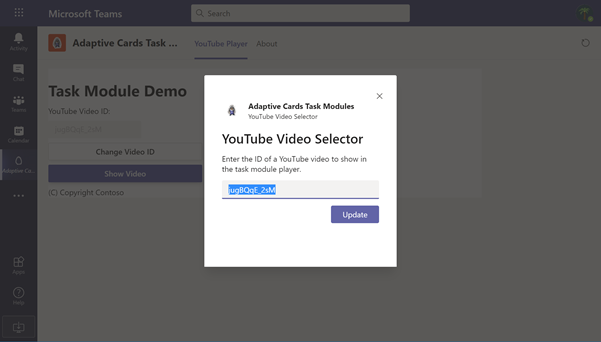 Microsoft Teams
Search
Activity
Chat
Teams
Calendar
Adaptive Ca...
Apps
Help
Adaptive Cards Task ...
YouTube Player
About
Task Module Demo
YouTube Video ID:
jugBQqE_2sM
Change Video ID
Show Video
(C) Copyright Contoso
Adaptive Cards Task Modules
YouTube Video Selector
YouTube Video Selector
Enter the ID of a YouTube video to show in
the task module player.
jugBQqE_2sM
Update